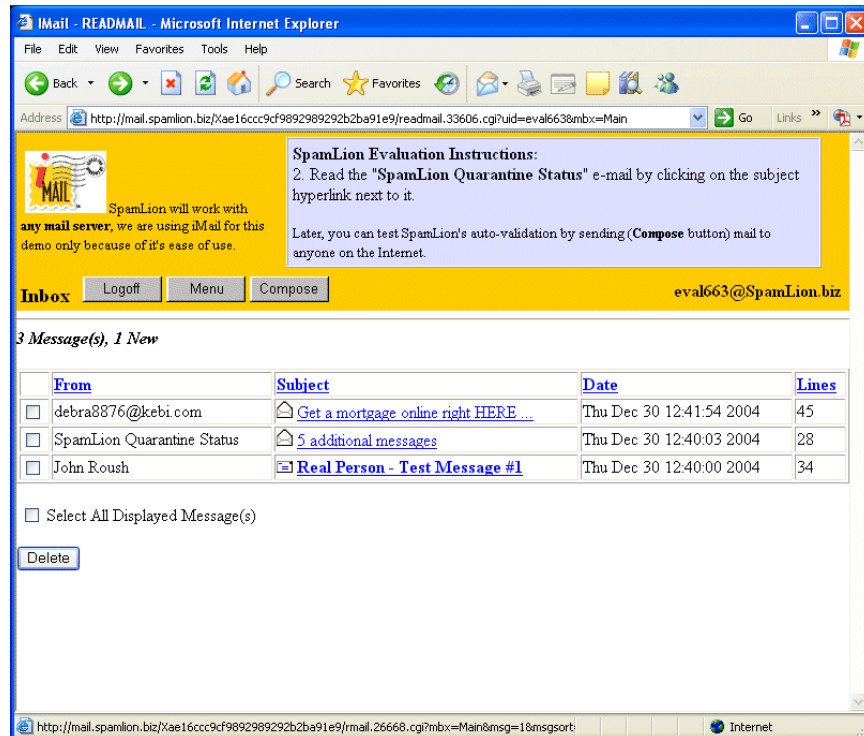 IMail - READMAIL - Microsoft Internet Explorer
File Edit View Favorites Tools Help
Back Search Favorites
Address http://mail.spamlion.biz/Xae16ccc9cf9892989292b2ba91e9/readmail.33606.cgi?uid=eval663&mbx=Main Go Links »
iMAIL
SpamLion will work with
any mail server, we are using iMail for this
demo only because of it's ease of use.
SpamLion Evaluation Instructions:
2. Read the "SpamLion Quarantine Status" e-mail by clicking on the subject
hyperlink next to it.
Later, you can test SpamLion's auto-validation by sending (Compose button) mail to
anyone on the Internet.
Inbox Logoff Menu Compose eval663@SpamLion.biz
3 Message(s), 1 New
From Subject Date Lines
debra8876@kebi.com Get a mortgage online right HERE ... Thu Dec 30 12:41:54 2004 45
SpamLion Quarantine Status 5 additional messages Thu Dec 30 12:40:03 2004 28
John Roush Real Person - Test Message #1 Thu Dec 30 12:40:00 2004 34
Select All Displayed Message(s)
Delete
http://mail.spamlion.biz/Xae16ccc9cf9892989292b2ba91e9/rmail.26668.cgi?mbx=Main&msg=1&msgsort Internet